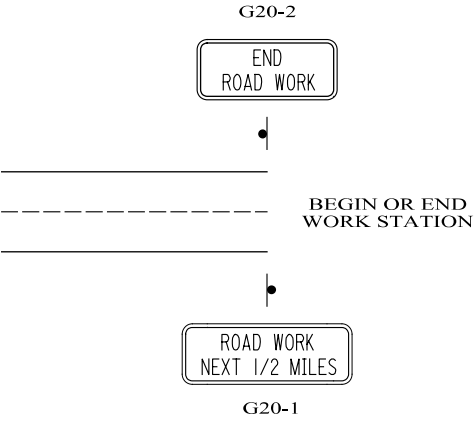 G20-2
END
ROAD WORK
BEGIN OR END
WORK STATION
ROAD WORK
NEXT 1/2 MILES
G20-1